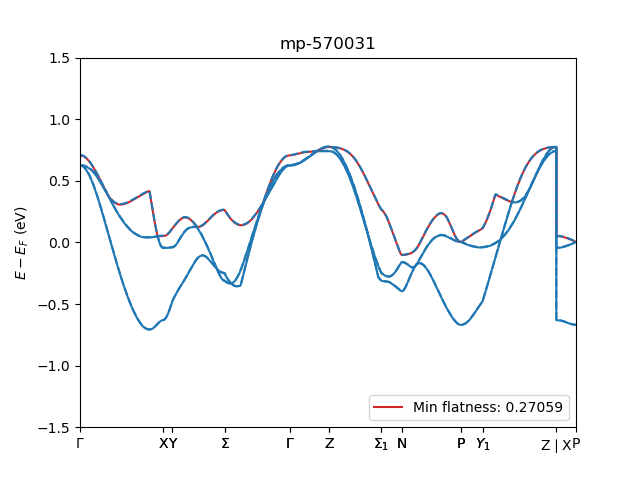 mp-570031
E − E_F (eV)
1.5
1.0
0.5
0.0
−0.5
−1.0
−1.5
Min flatness: 0.27059
Γ X Y Σ Γ Z Σ₁ N P Y₁ Z | X P